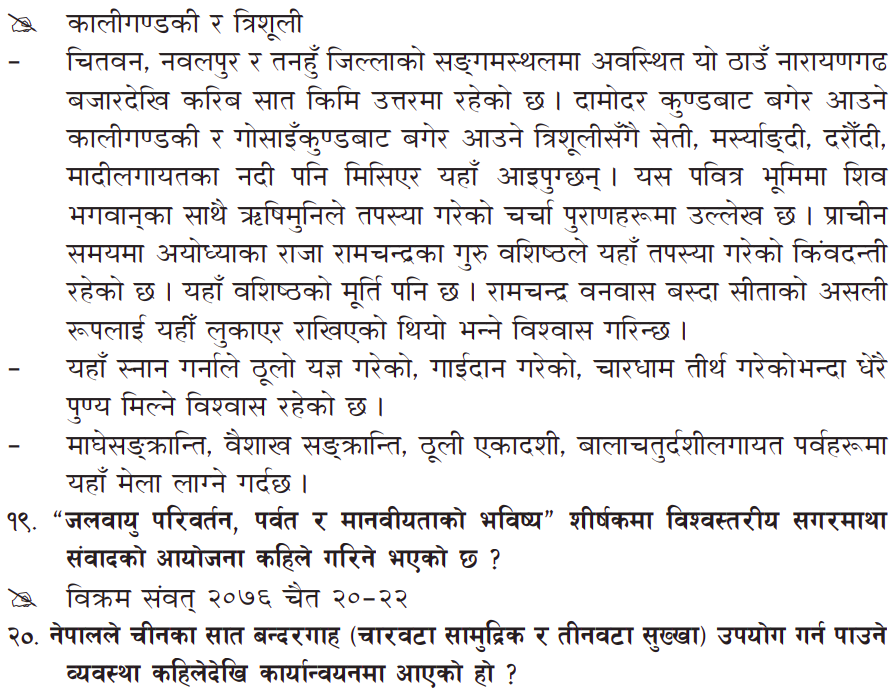 कालीगण्डकी र त्रिशूली
– चितवन, नवलपुर र तनहुँ जिल्लाको सङ्गमस्थलमा अवस्थित यो ठाउँ नारायणगढ
बजारदेखि करिब सात किमि उत्तरमा रहेको छ । दामोदर कुण्डबाट बगेर आउने
कालीगण्डकी र गोसाइँकुण्डबाट बगेर आउने त्रिशूलीसँगै सेती, मर्स्याङ्दी, दरौँदी,
मादीलगायतका नदी पनि मिसिएर यहाँ आइपुग्छन् । यस पवित्र भूमिमा शिव
भगवान्‌का साथै ऋषिमुनिले तपस्या गरेको चर्चा पुराणहरूमा उल्लेख छ । प्राचीन
समयमा अयोध्याका राजा रामचन्द्रका गुरु वशिष्ठले यहाँ तपस्या गरेको किंवदन्ती
रहेको छ । यहाँ वशिष्ठको मूर्ति पनि छ । रामचन्द्र वनवास बस्दा सीताको असली
रूपलाई यहीँ लुकाएर राखिएको थियो भन्ने विश्वास गरिन्छ ।
– यहाँ स्नान गर्नाले ठूलो यज्ञ गरेको, गाईदान गरेको, चारधाम तीर्थ गरेकोभन्दा धेरै
पुण्य मिल्ने विश्वास रहेको छ ।
– माघेसङ्क्रान्ति, वैशाख सङ्क्रान्ति, ठूली एकादशी, बालाचतुर्दशीलगायत पर्वहरूमा
यहाँ मेला लाग्ने गर्दछ ।
१९. “जलवायु परिवर्तन, पर्वत र मानवीयताको भविष्य” शीर्षकमा विश्वस्तरीय सगरमाथा
संवादको आयोजना कहिले गरिने भएको छ ?
विक्रम संवत् २०७६ चैत २०–२२
२०. नेपालले चीनका सात बन्दरगाह (चारवटा सामुद्रिक र तीनवटा सुख्खा) उपयोग गर्न पाउने
व्यवस्था कहिलेदेखि कार्यान्वयनमा आएको हो ?